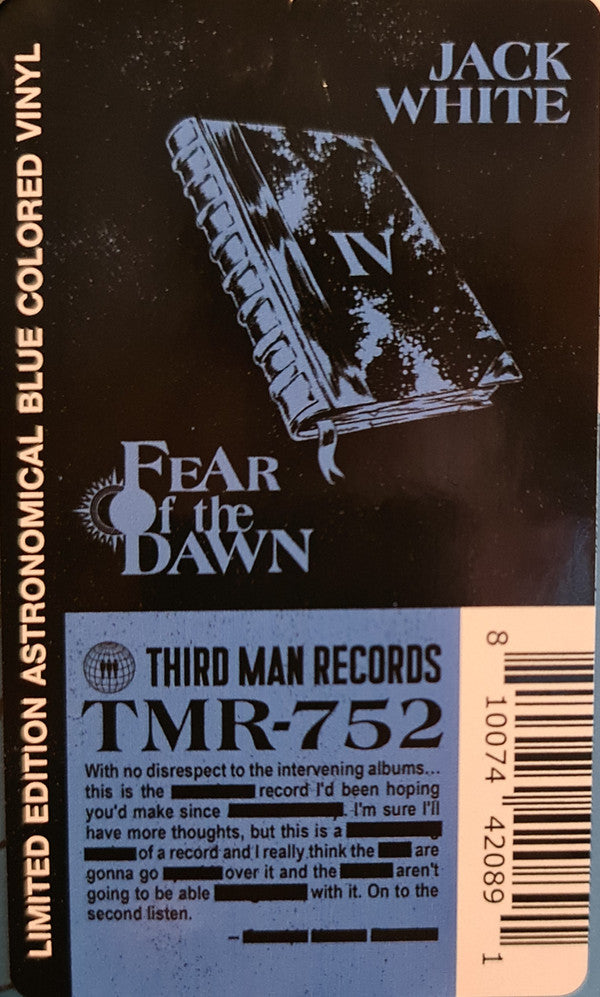 LIMITED EDITION ASTRONOMICAL BLUE COLORED VINYL
JACK
WHITE
IV
FEAR
Of the
DAWN
THIRD MAN RECORDS
TMR-752
With no disrespect to the intervening albums...
this is the record I'd been hoping
you'd make since . I'm sure I'll
have more thoughts, but this is a
of a record and I really think the are
gonna go over it and the aren't
going to be able with it. On to the
second listen.
–
8 10074 42089 1